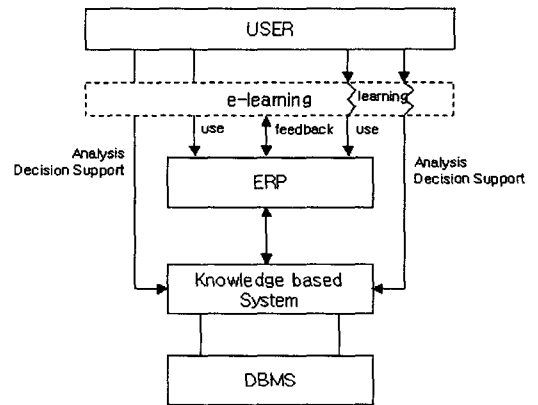 USER
e-learning
learning
use
feedback
use
Analysis
Decision Support
Analysis
Decision Support
ERP
Knowledge based
System
DBMS